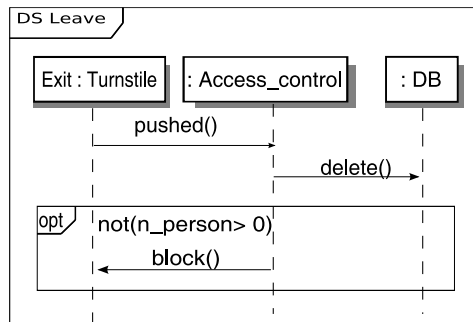 DS Leave
Exit : Turnstile
: Access_control
: DB
pushed()
delete()
opt
not(n_person> 0)
block()